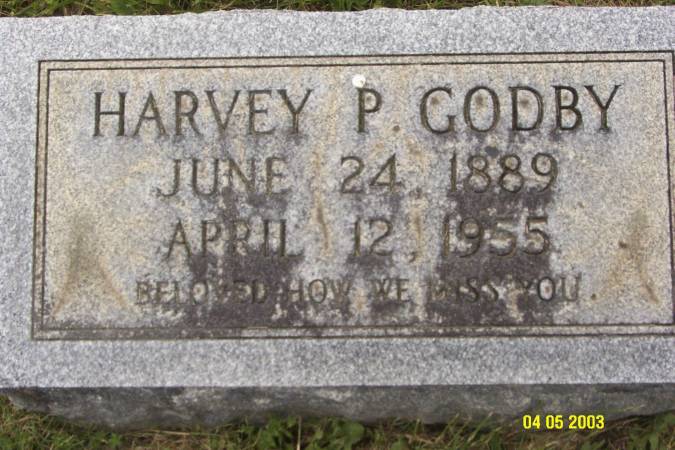 HARVEY P. GODBY
JUNE 24, 1889
APRIL 12, 1955
BELOVED HOW WE MISS YOU.
04 05 2003